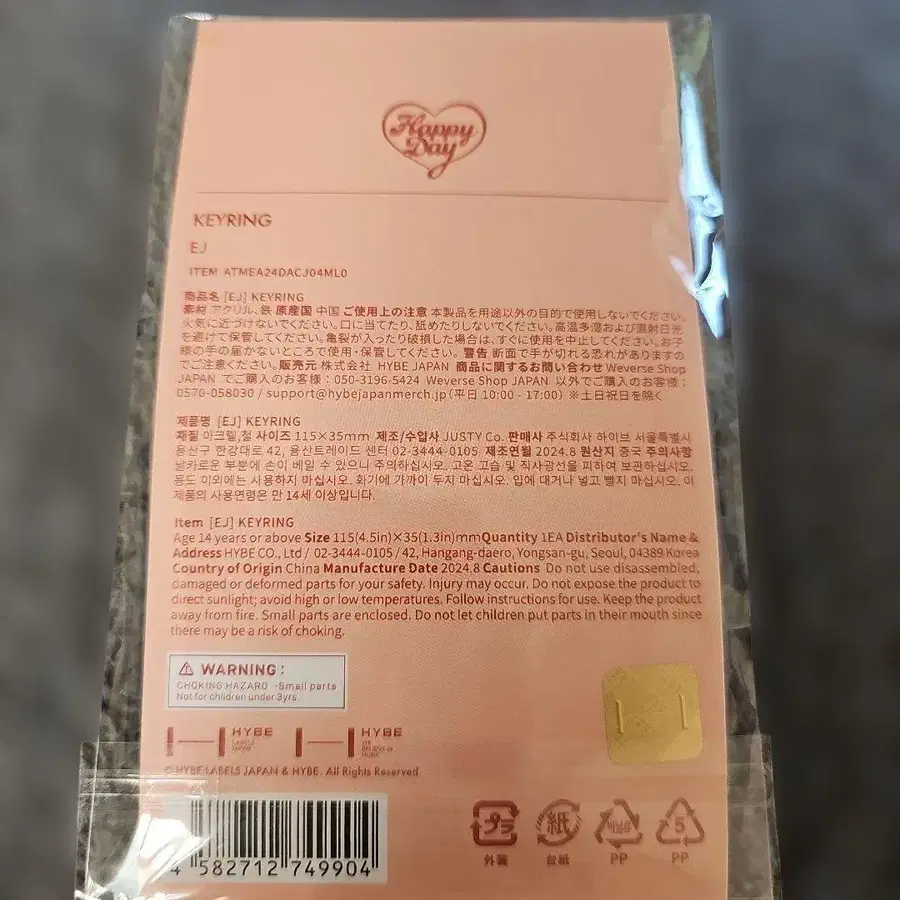 Happy
Day
KEYRING
EJ
ITEM ATMEA24DACJ04ML0
商品名 [EJ] KEYRING
素材 アクリル、鉄 原産国 中国 ご使用上の注意 本製品を用途以外の目的で使用しないでください。
火気に近づけないでください。口に当てたり、舐めたりしないでください。高温多湿および直射日光
を避けて保管してください。亀裂が入ったり破損した場合は、すぐに使用を中止してください。お子
様の手の届かないところで使用・保管してください。警告 断面で手が切れる恐れがありますの
でご注意ください。販売元 株式会社 HYBE JAPAN 商品に関するお問い合わせ Weverse Shop
JAPAN でご購入のお客様：050-3196-5424 Weverse Shop JAPAN 以外でご購入のお客様：
0570-058030 / support@hybejapanmerch.jp(平日 10:00 - 17:00) ※土日祝日を除く
제품명 [EJ] KEYRING
재질 아크릴,철 사이즈 115×35mm 제조/수입사 JUSTY Co. 판매사 주식회사 하이브 서울특별시
용산구 한강대로 42, 용산트레이드 센터 02-3444-0105 제조연월 2024.8 원산지 중국 주의사항
날카로운 부분에 손이 베일 수 있으니 주의하십시오. 고온 고습 및 직사광선을 피하여 보관하십시오.
용도 이외에는 사용하지 마십시오. 화기에 가까이 두지 마십시오. 입에 대거나 넣고 빨지 마십시오. 이
제품의 사용연령은 만 14세 이상입니다.
Item [EJ] KEYRING
Age 14 years or above Size 115(4.5in)×35(1.3in)mm Quantity 1EA Distributor's Name &
Address HYBE CO., Ltd / 02-3444-0105 / 42, Hangang-daero, Yongsan-gu, Seoul, 04389 Korea
Country of Origin China Manufacture Date 2024.8 Cautions Do not use disassembled,
damaged or deformed parts for your safety. Injury may occur. Do not expose the product to
direct sunlight; avoid high or low temperatures. Follow instructions for use. Keep the product
away from fire. Small parts are enclosed. Do not let children put parts in their mouth since
there may be a risk of choking.
WARNING :
CHOKING HAZARD -Small parts
Not for children under 3yrs.
HYBE LABELS JAPAN
HYBE WE BELIEVE IN MUSIC
© HYBE LABELS JAPAN & HYBE. All Rights Reserved.
4 582712 749904
プラ 紙 비닐류 5
外装 台紙 PP PP